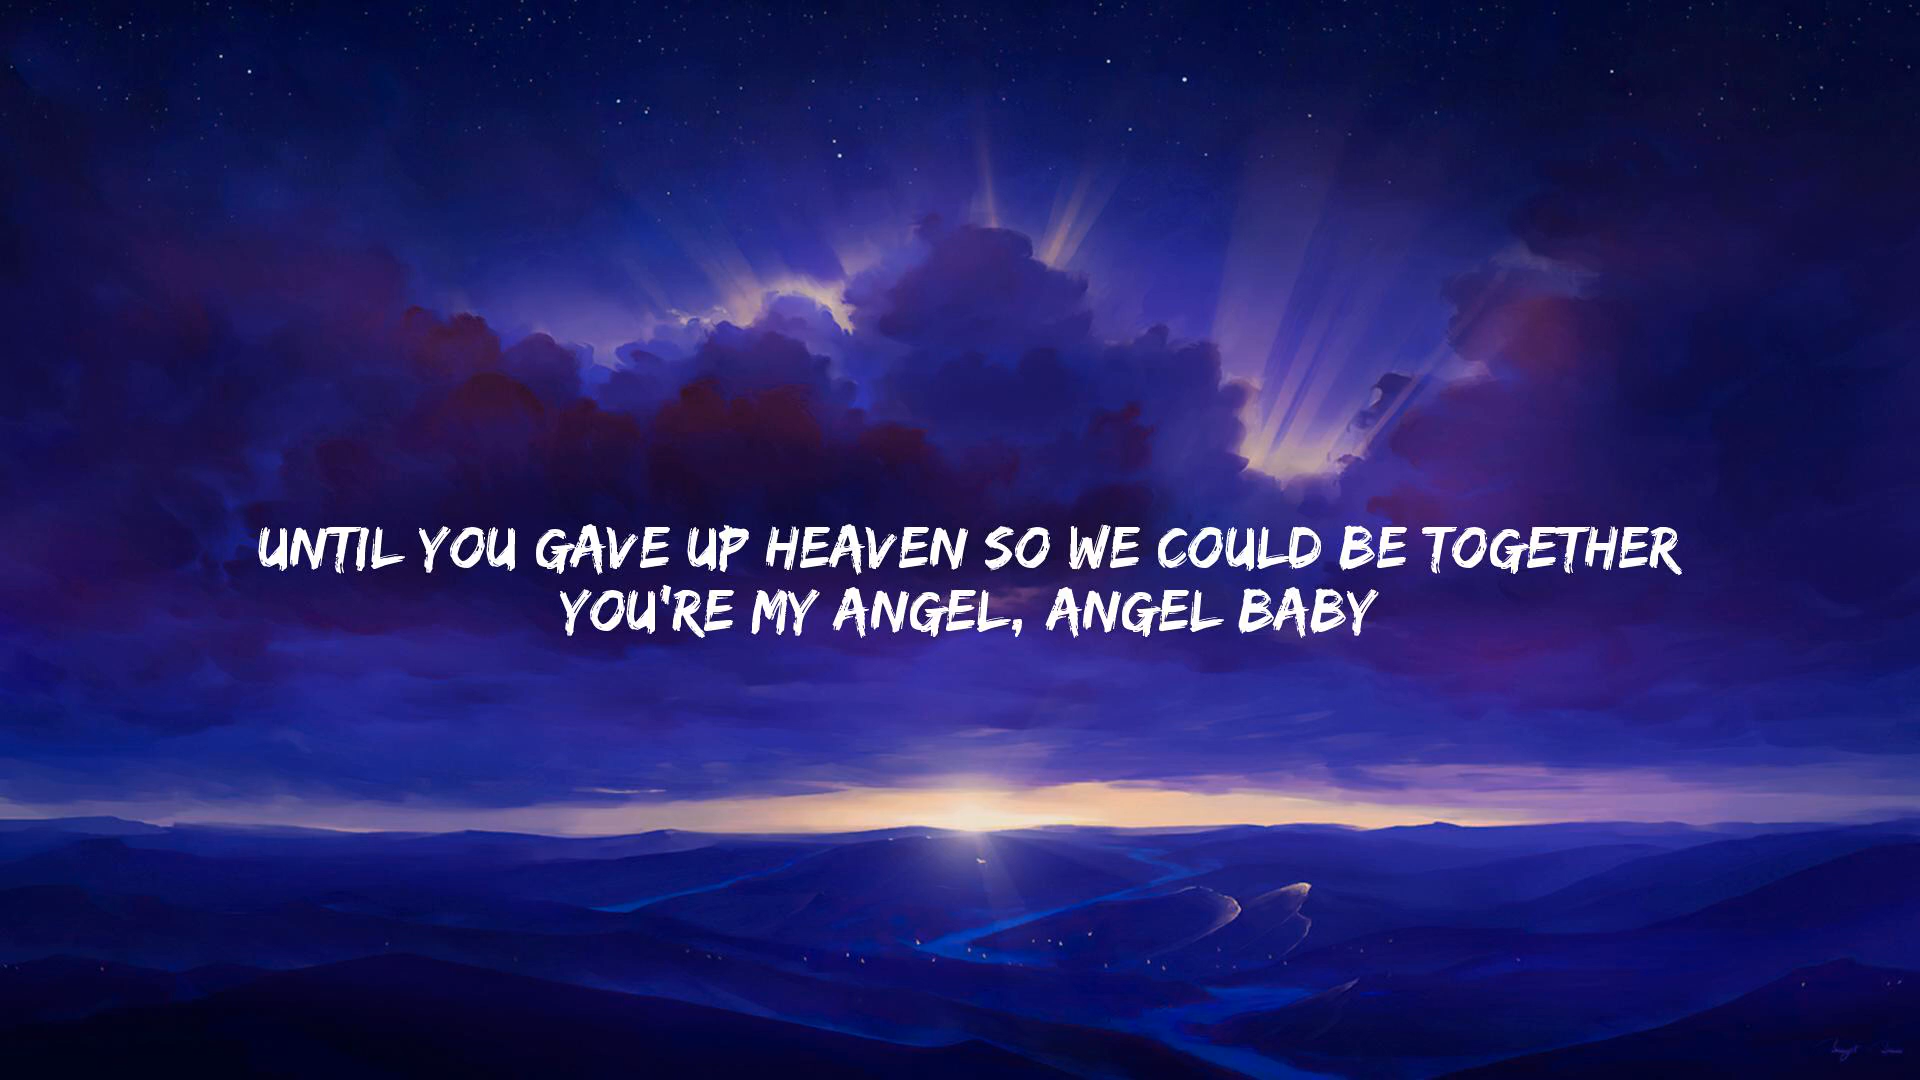 UNTIL YOU GAVE UP HEAVEN SO WE COULD BE TOGETHER
YOU'RE MY ANGEL, ANGEL BABY